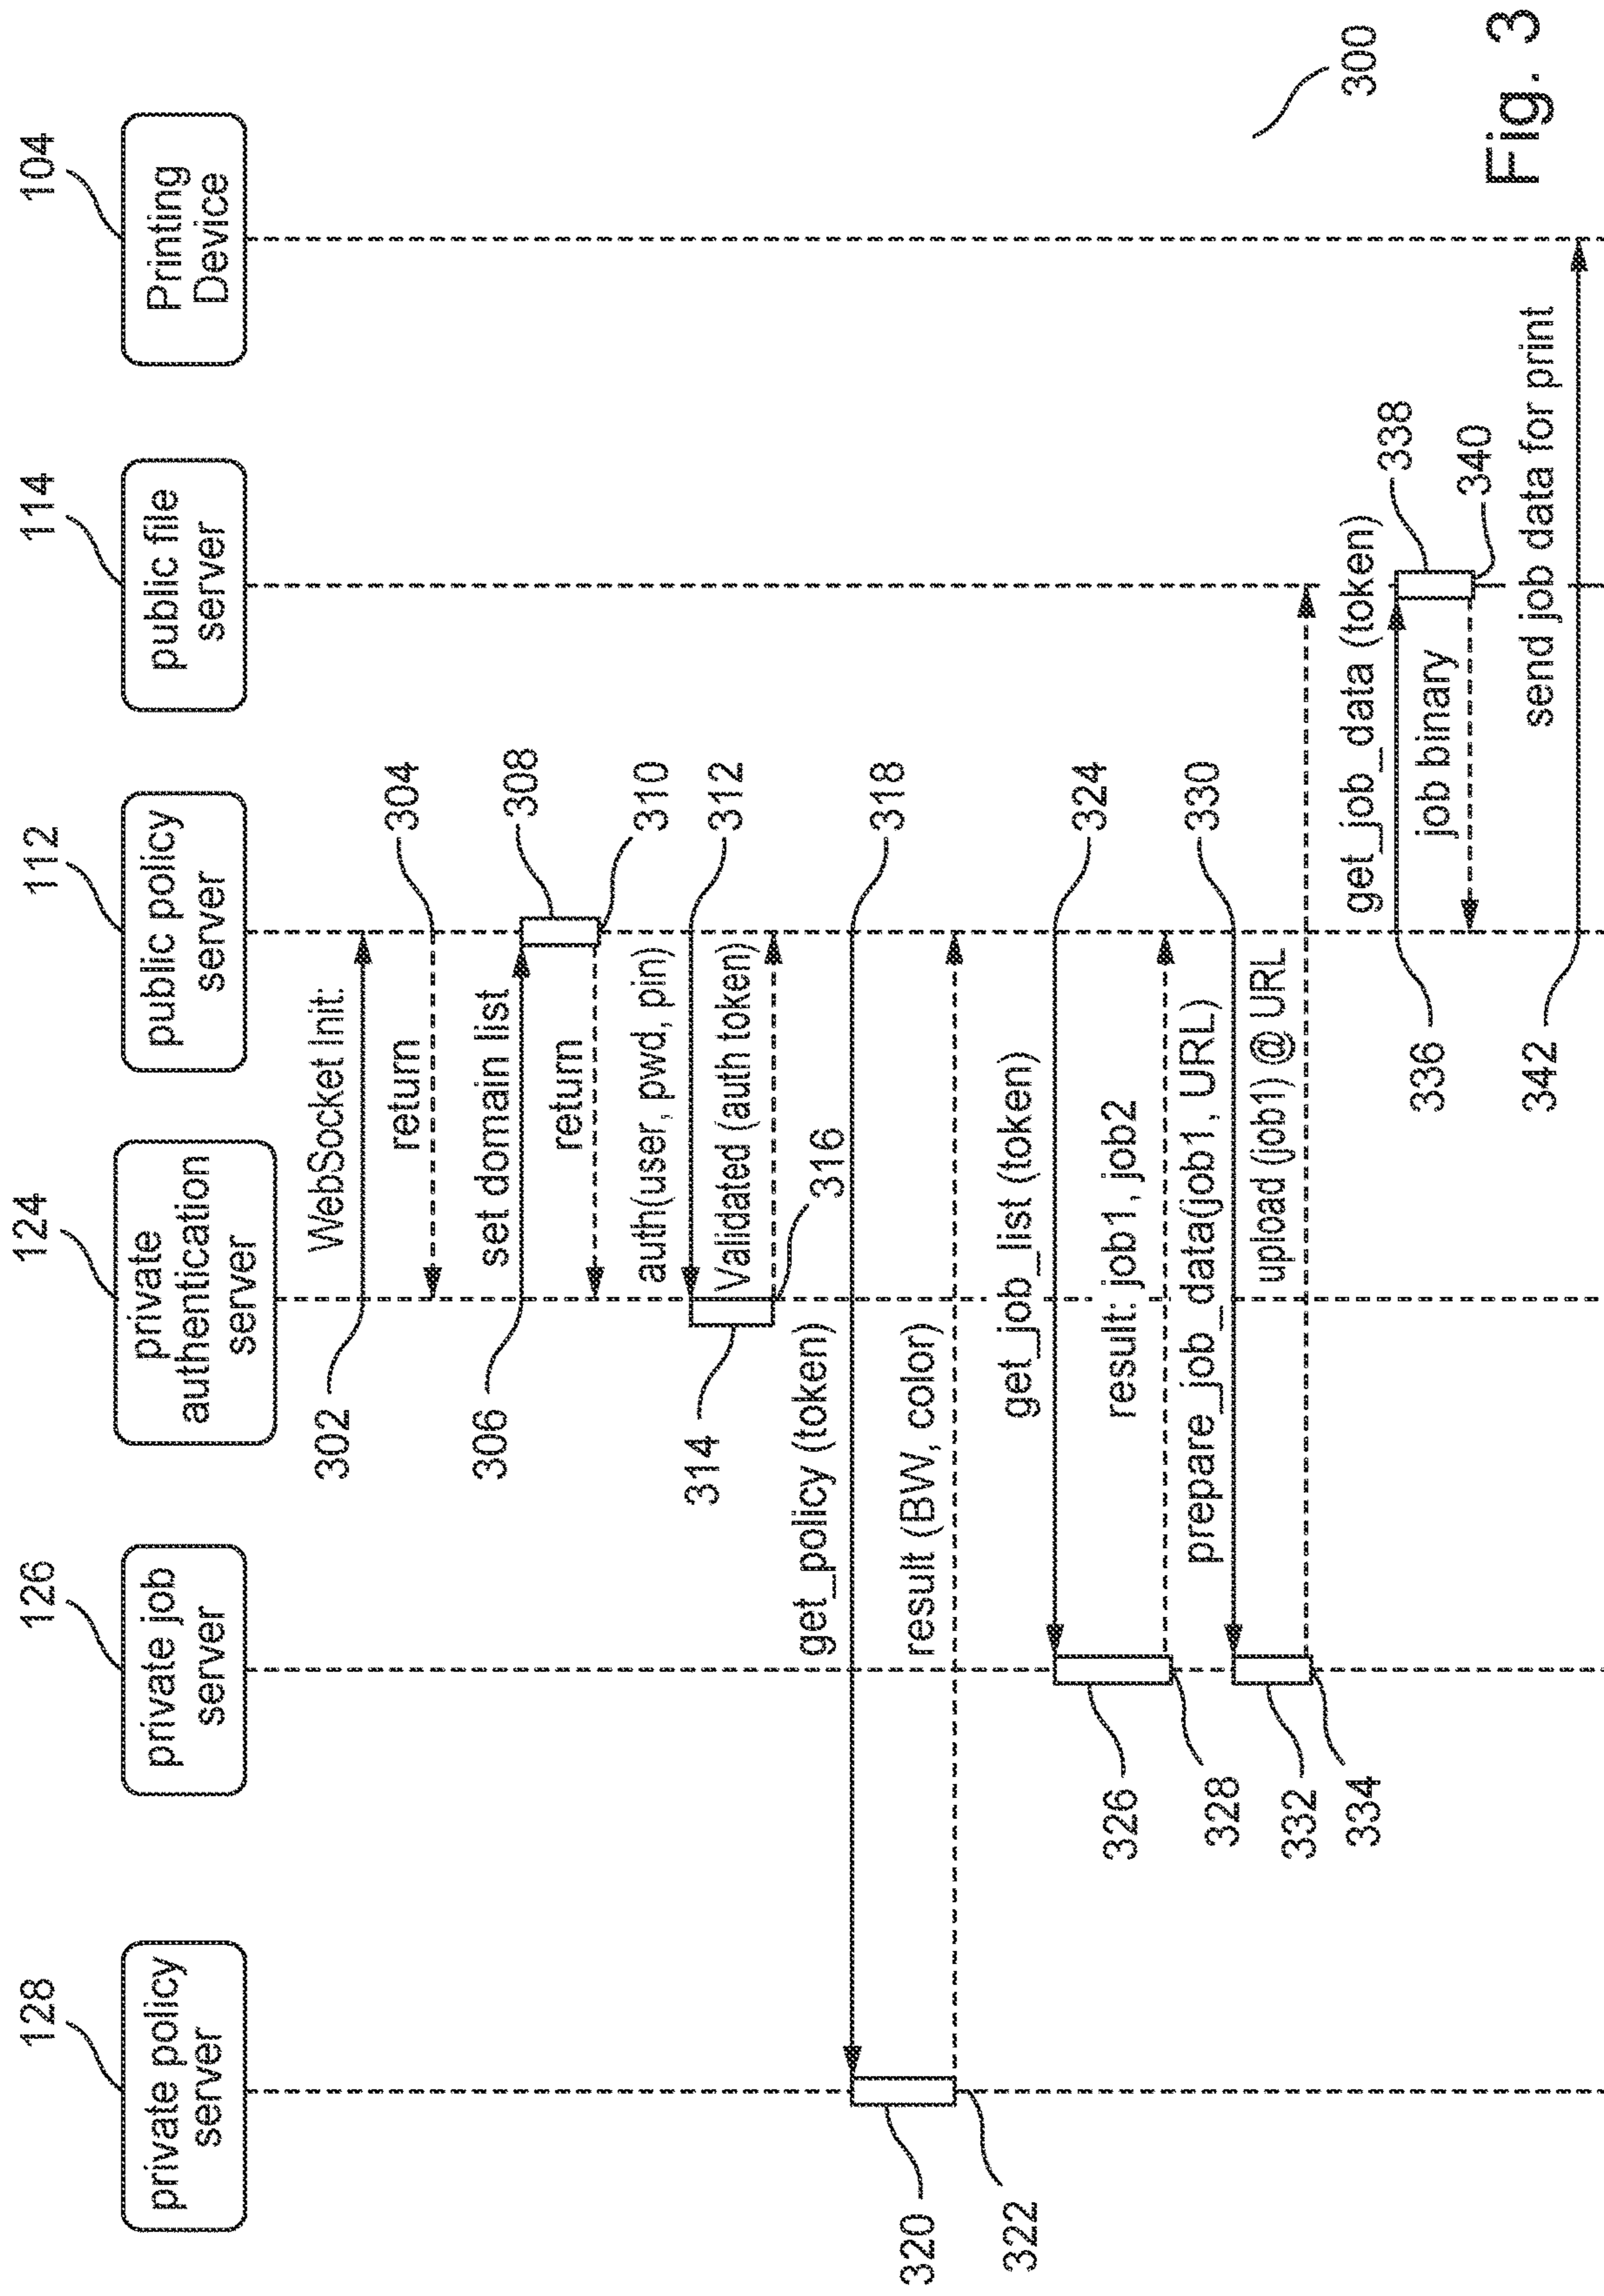 128
126
124
112
114
104
private policy
server
private job
server
private
authentication
server
public policy
server
public file
server
Printing
Device
WebSocket Init:
302
return
304
set domain list
306
308
return
310
auth(user, pwd, pin)
312
314
Validated (auth token)
316
get_policy (token)
318
320
result (BW, color)
322
get_job_list (token)
324
326
result: job1, job2
328
prepare_job_data(job1, URL)
330
332
upload (job1) @ URL
334
get_job_data (token)
336
338
job binary
340
send job data for print
342
300
Fig. 3